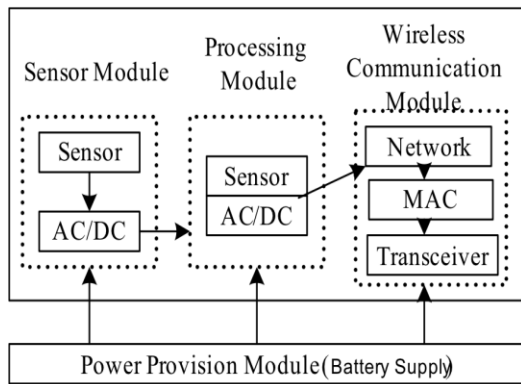 Sensor Module
Processing
Module
Wireless
Communication
Module
Sensor
AC/DC
Sensor
AC/DC
Network
MAC
Transceiver
Power Provision Module(Battery Supply)